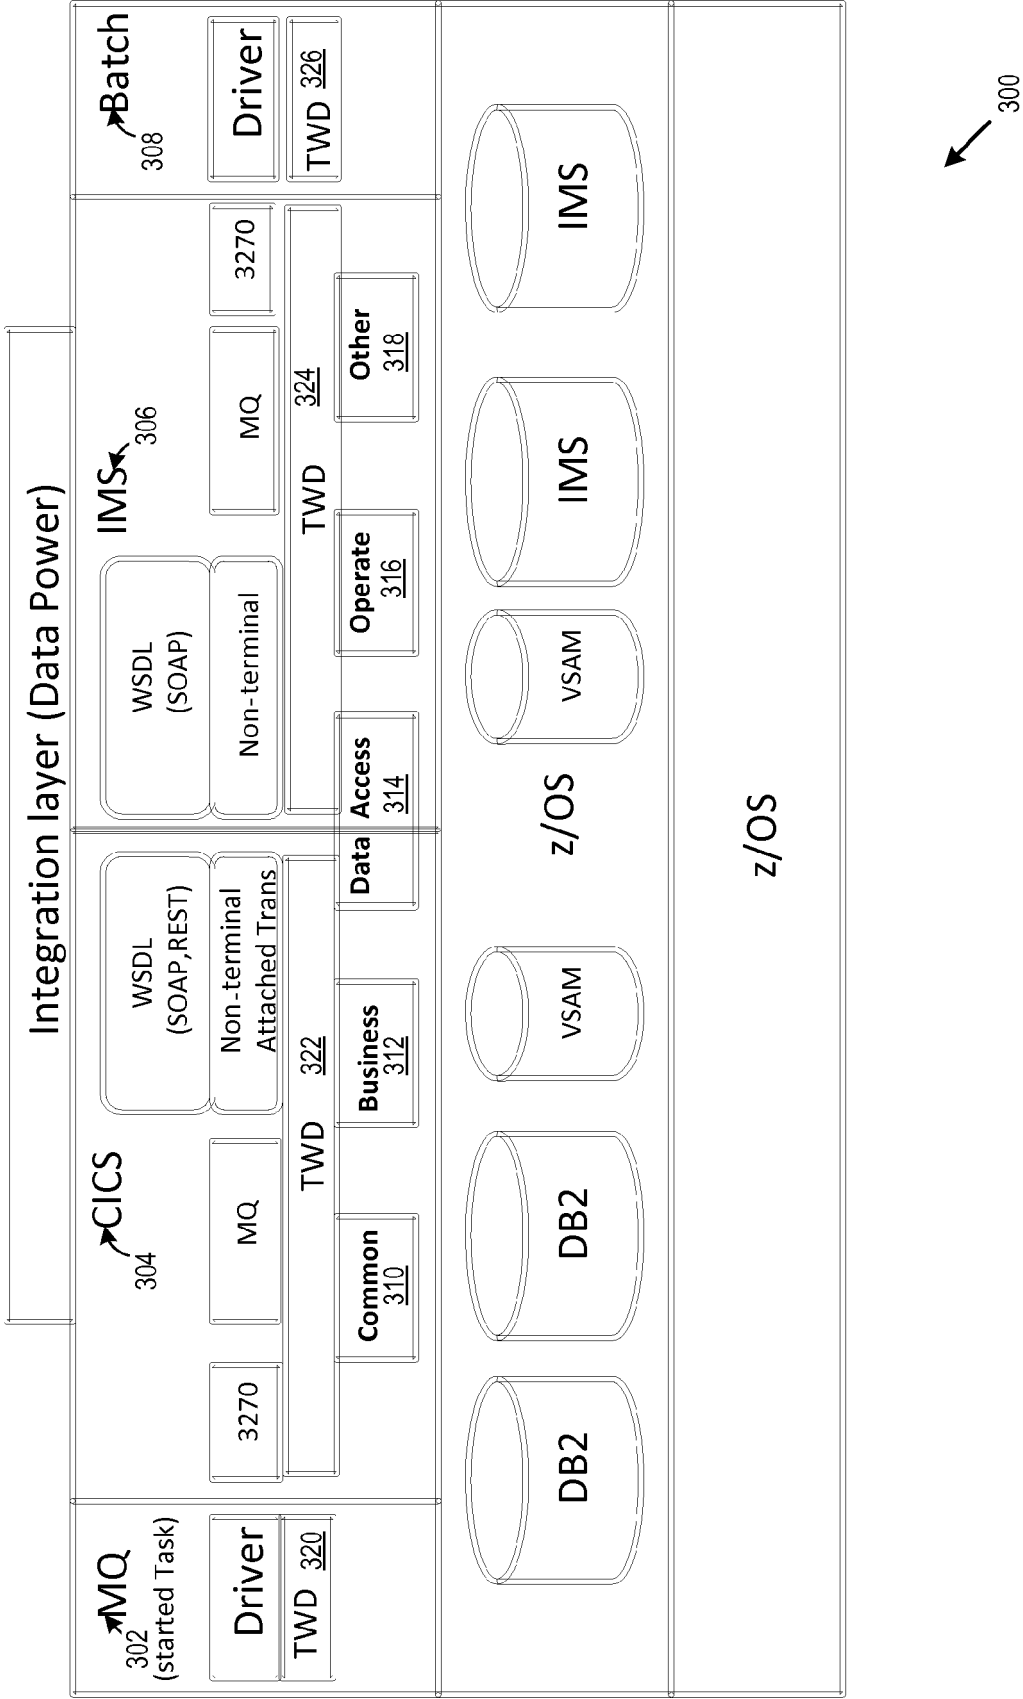 Integration layer (Data Power)
MQ
302
(started Task)
CICS
304
IMS
306
Batch
308
WSDL
(SOAP,REST)
WSDL
(SOAP)
Driver
3270
MQ
Non-terminal
Attached Trans
Non-terminal
MQ
3270
Driver
TWD 320
TWD 322
TWD 324
TWD 326
Common
310
Business
312
Data Access
314
Operate
316
Other
318
DB2
DB2
VSAM
z/OS
VSAM
IMS
IMS
z/OS
300